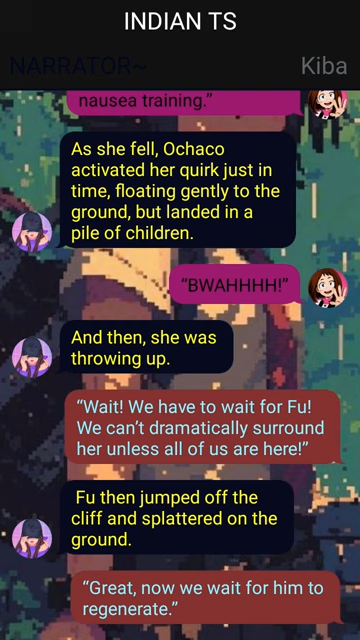 INDIAN TS
NARRATOR~ Kiba
nausea training.”
As she fell, Ochaco
activated her quirk just in
time, floating gently to the
ground, but landed in a
pile of children.
“BWAHHHH!”
And then, she was
throwing up.
“Wait! We have to wait for Fu!
We can’t dramatically surround
her unless all of us are here!”
Fu then jumped off the
cliff and splattered on the
ground.
“Great, now we wait for him to
regenerate.”